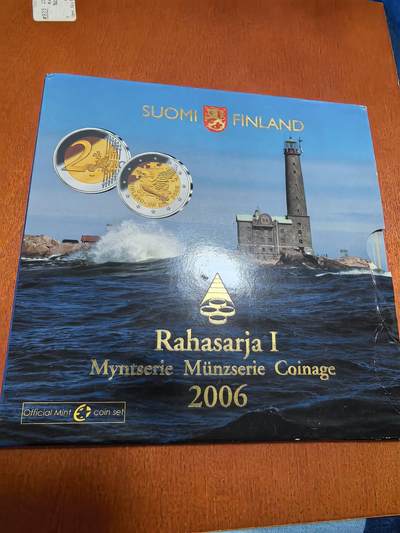 SUOMI FINLAND
2
Rahasarja I
Myntserie Münzserie Coinage
2006
Official Mint coin set